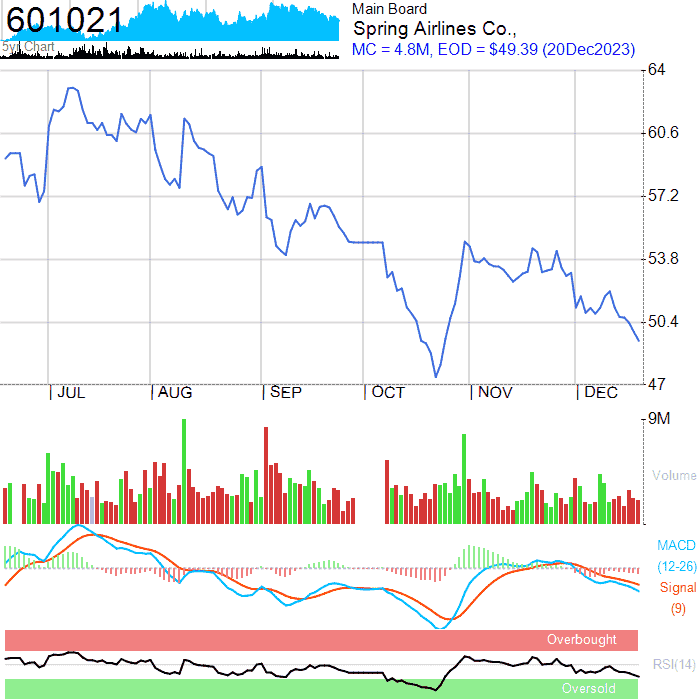 601021
5yr Chart
Main Board
Spring Airlines Co.,
MC = 4.8M, EOD = $49.39 (20Dec2023)
64
60.6
57.2
53.8
50.4
47
JUL
AUG
SEP
OCT
NOV
DEC
9M
Volume
MACD
(12-26)
Signal
(9)
Overbought
RSI(14)
Oversold